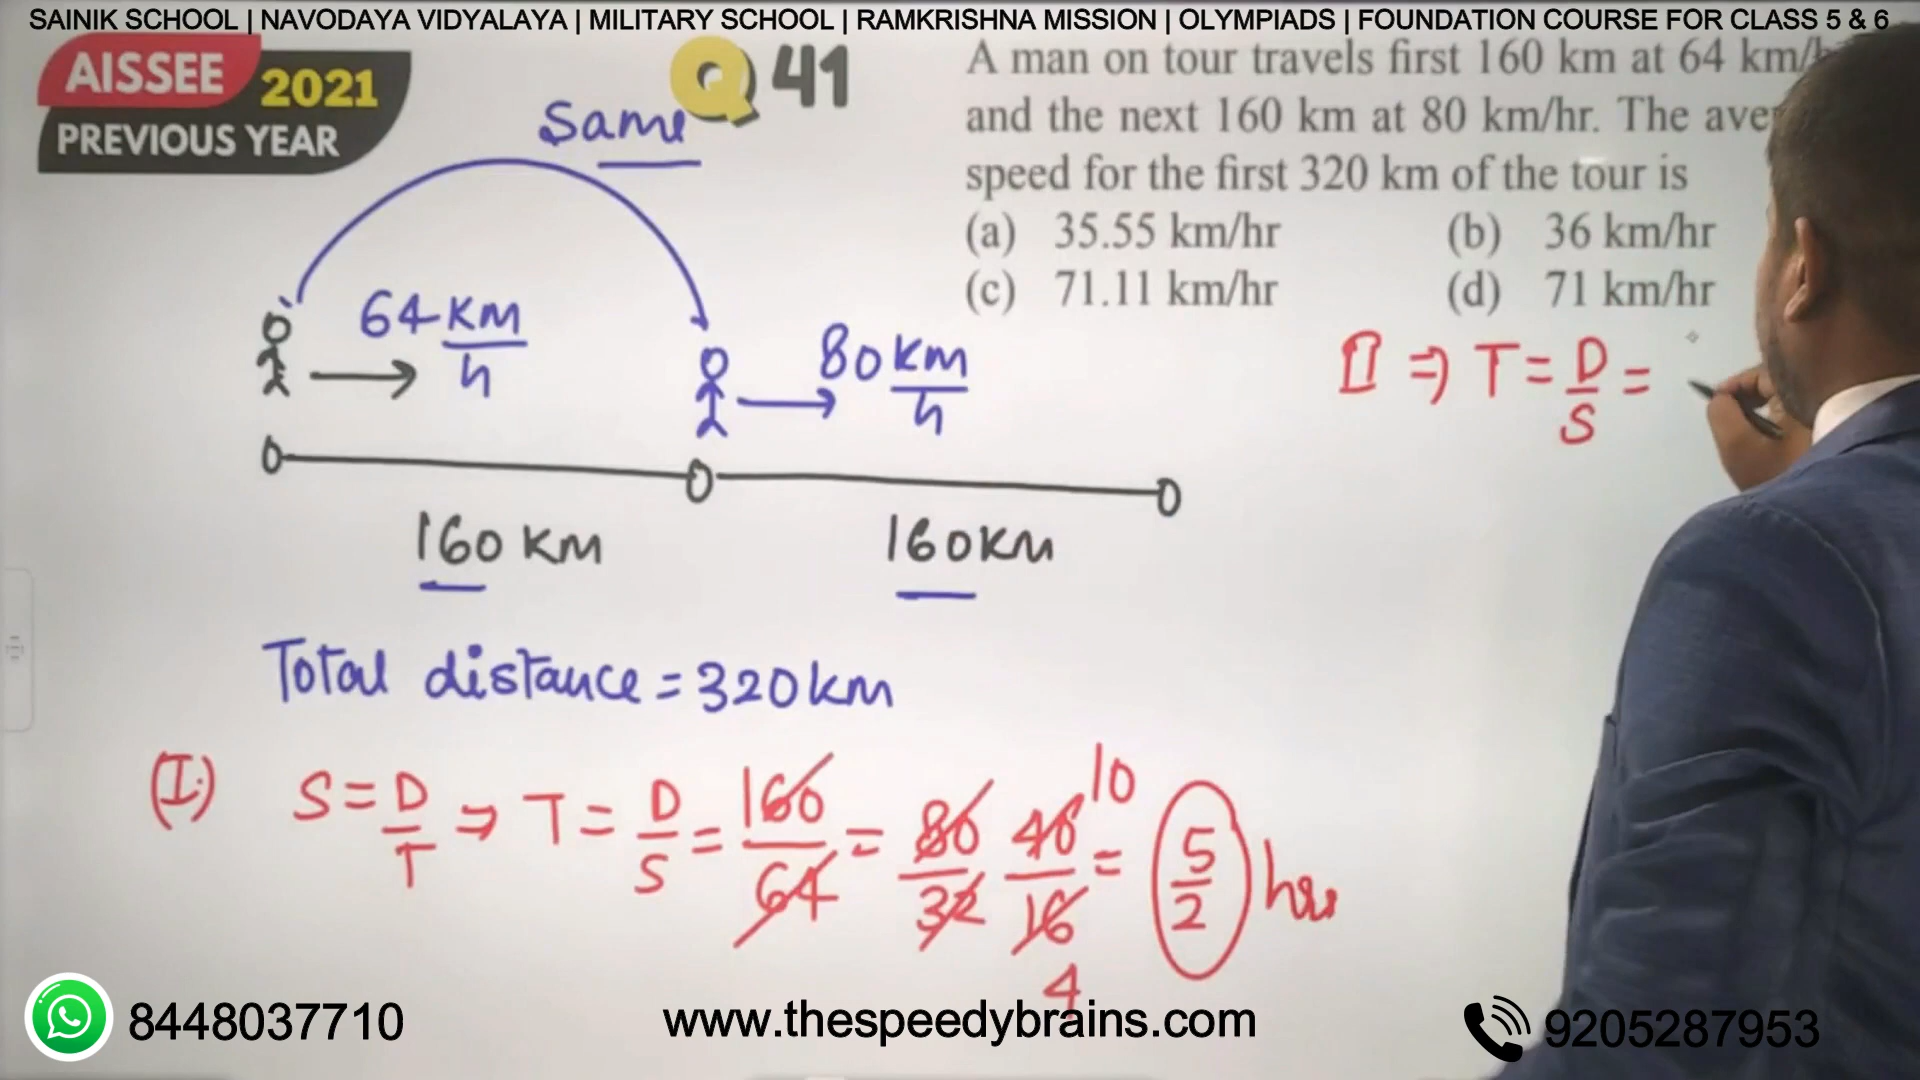 SAINIK SCHOOL | NAVODAYA VIDYALAYA | MILITARY SCHOOL | RAMKRISHNA MISSION | OLYMPIADS | FOUNDATION COURSE FOR CLASS 5 & 6
AISSEE 2021
PREVIOUS YEAR
Q 41
A man on tour travels first 160 km at 64 km/
and the next 160 km at 80 km/hr. The
speed for the first 320 km of the tour is
(a) 35.55 km/hr (b) 36 km/hr
(c) 71.11 km/hr (d) 71 km/hr
Same
64 km/h
80 km/h
160 KM 160 KM
Total distance = 320 km
(I.) S = D/T ⇒ T = D/S = 160/64 = 80/32 40/16 10/4 = 5/2 hrs
II ⇒ T = D/S =
8448037710
www.thespeedybrains.com
9205287953